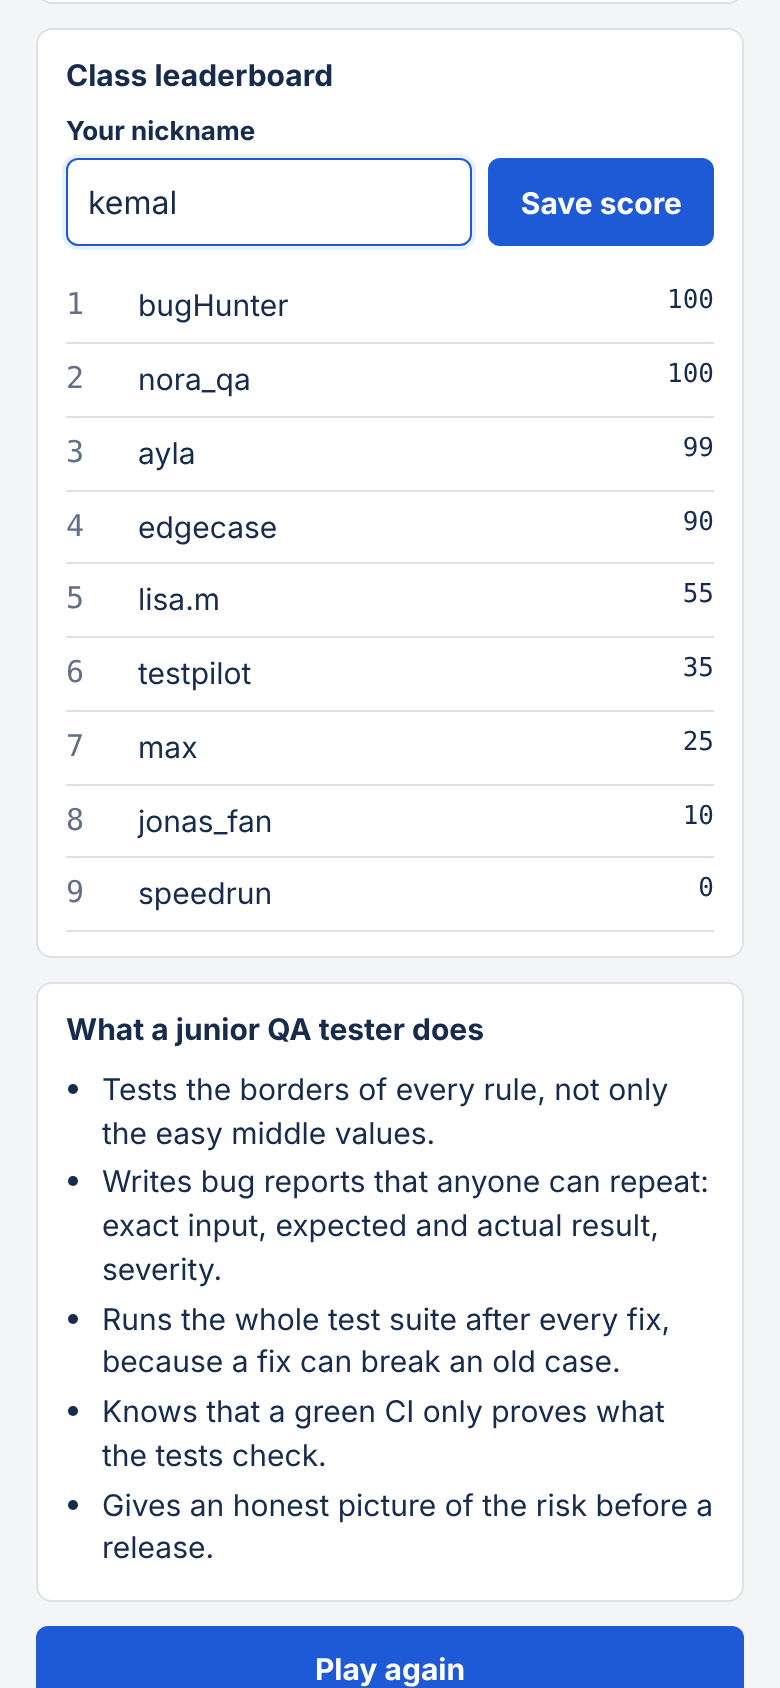 Class leaderboard
Your nickname
kemal
Save score
1 bugHunter 100
2 nora_qa 100
3 ayla 99
4 edgecase 90
5 lisa.m 55
6 testpilot 35
7 max 25
8 jonas_fan 10
9 speedrun 0
What a junior QA tester does
• Tests the borders of every rule, not only
the easy middle values.
• Writes bug reports that anyone can repeat:
exact input, expected and actual result,
severity.
• Runs the whole test suite after every fix,
because a fix can break an old case.
• Knows that a green CI only proves what
the tests check.
• Gives an honest picture of the risk before a
release.
Play again